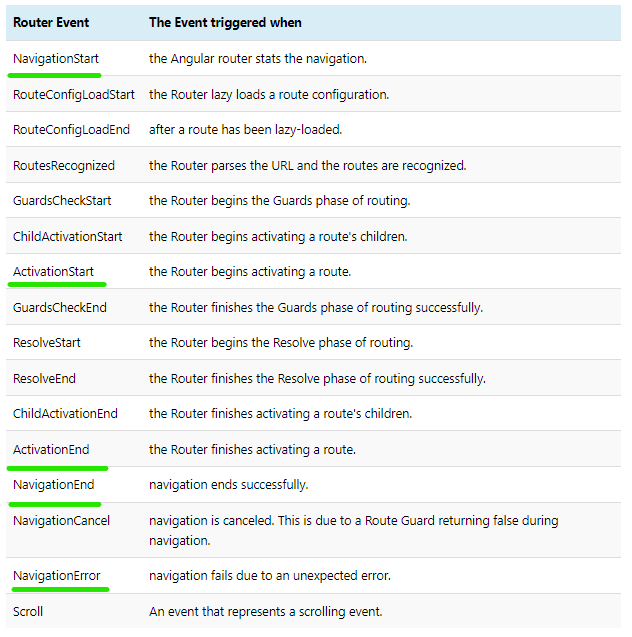 Router Event The Event triggered when
NavigationStart the Angular router stats the navigation.
RouteConfigLoadStart the Router lazy loads a route configuration.
RouteConfigLoadEnd after a route has been lazy-loaded.
RoutesRecognized the Router parses the URL and the routes are recognized.
GuardsCheckStart the Router begins the Guards phase of routing.
ChildActivationStart the Router begins activating a route's children.
ActivationStart the Router begins activating a route.
GuardsCheckEnd the Router finishes the Guards phase of routing successfully.
ResolveStart the Router begins the Resolve phase of routing.
ResolveEnd the Router finishes the Resolve phase of routing successfully.
ChildActivationEnd the Router finishes activating a route's children.
ActivationEnd the Router finishes activating a route.
NavigationEnd navigation ends successfully.
NavigationCancel navigation is canceled. This is due to a Route Guard returning false during
navigation.
NavigationError navigation fails due to an unexpected error.
Scroll An event that represents a scrolling event.